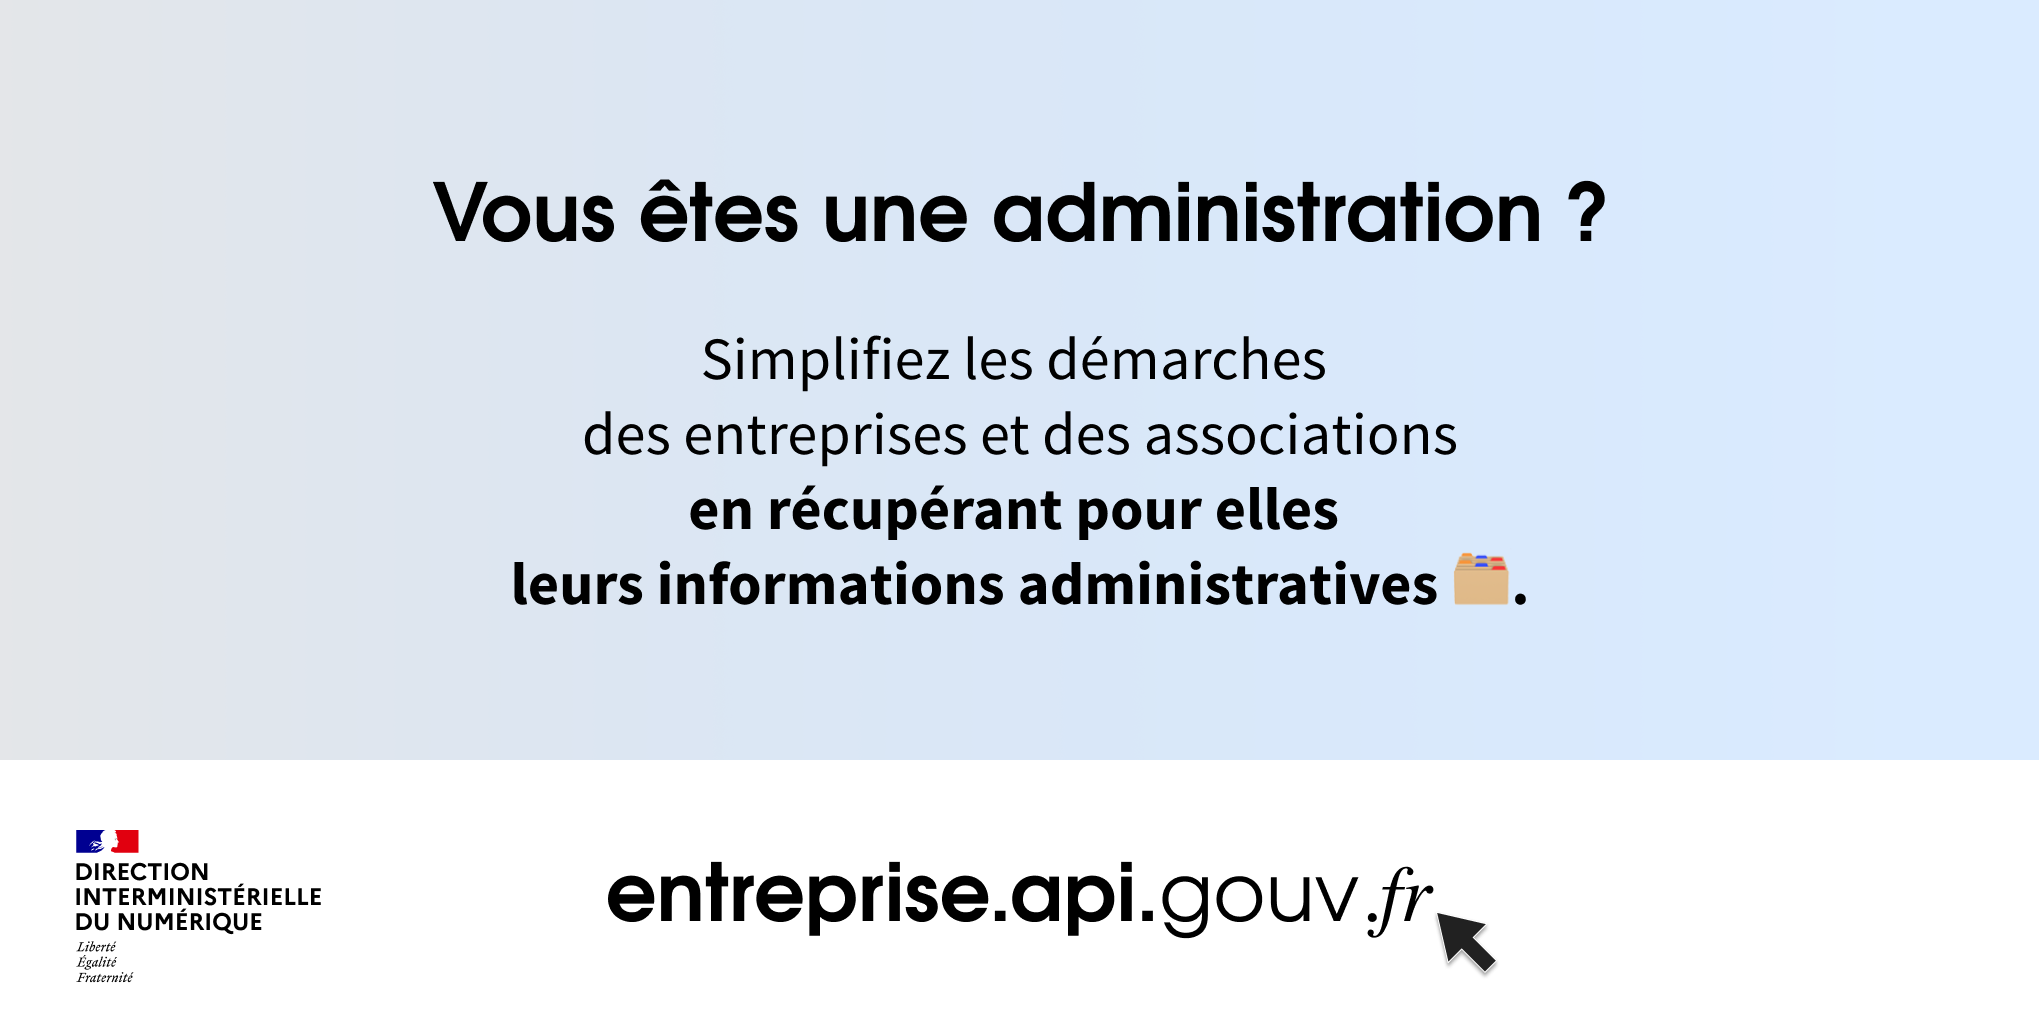 Vous êtes une administration ?
Simplifiez les démarches
des entreprises et des associations
en récupérant pour elles
leurs informations administratives .
DIRECTION
INTERMINISTÉRIELLE
DU NUMÉRIQUE
Liberté
Égalité
Fraternité
entreprise.api.gouv.fr